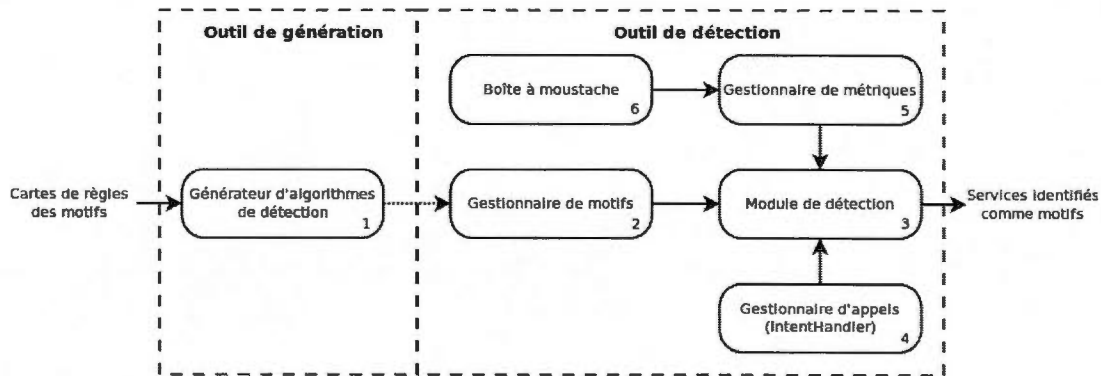 Outil de génération
Outil de détection
Boîte à moustache
6
Gestionnaire de métriques
5
Cartes de règles
des motifs
Générateur d'algorithmes
de détection
1
Gestionnaire de motifs
2
Module de détection
3
Services identifiés
comme motifs
Gestionnaire d'appels
(IntentHandler)
4